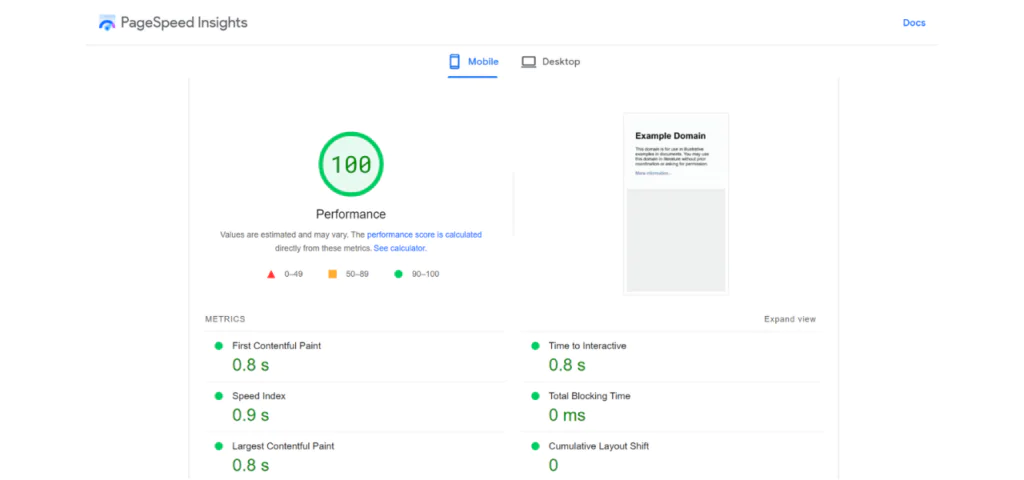 PageSpeed Insights
Docs
Mobile
Desktop
100
Performance
Values are estimated and may vary. The performance score is calculated
directly from these metrics. See calculator.
0–49
50–89
90–100
Example Domain
This domain is for use in illustrative
examples in documents. You may use
this domain in literature without prior
coordination or asking for permission.
More information...
METRICS
Expand view
First Contentful Paint
0.8 s
Time to Interactive
0.8 s
Speed Index
0.9 s
Total Blocking Time
0 ms
Largest Contentful Paint
0.8 s
Cumulative Layout Shift
0